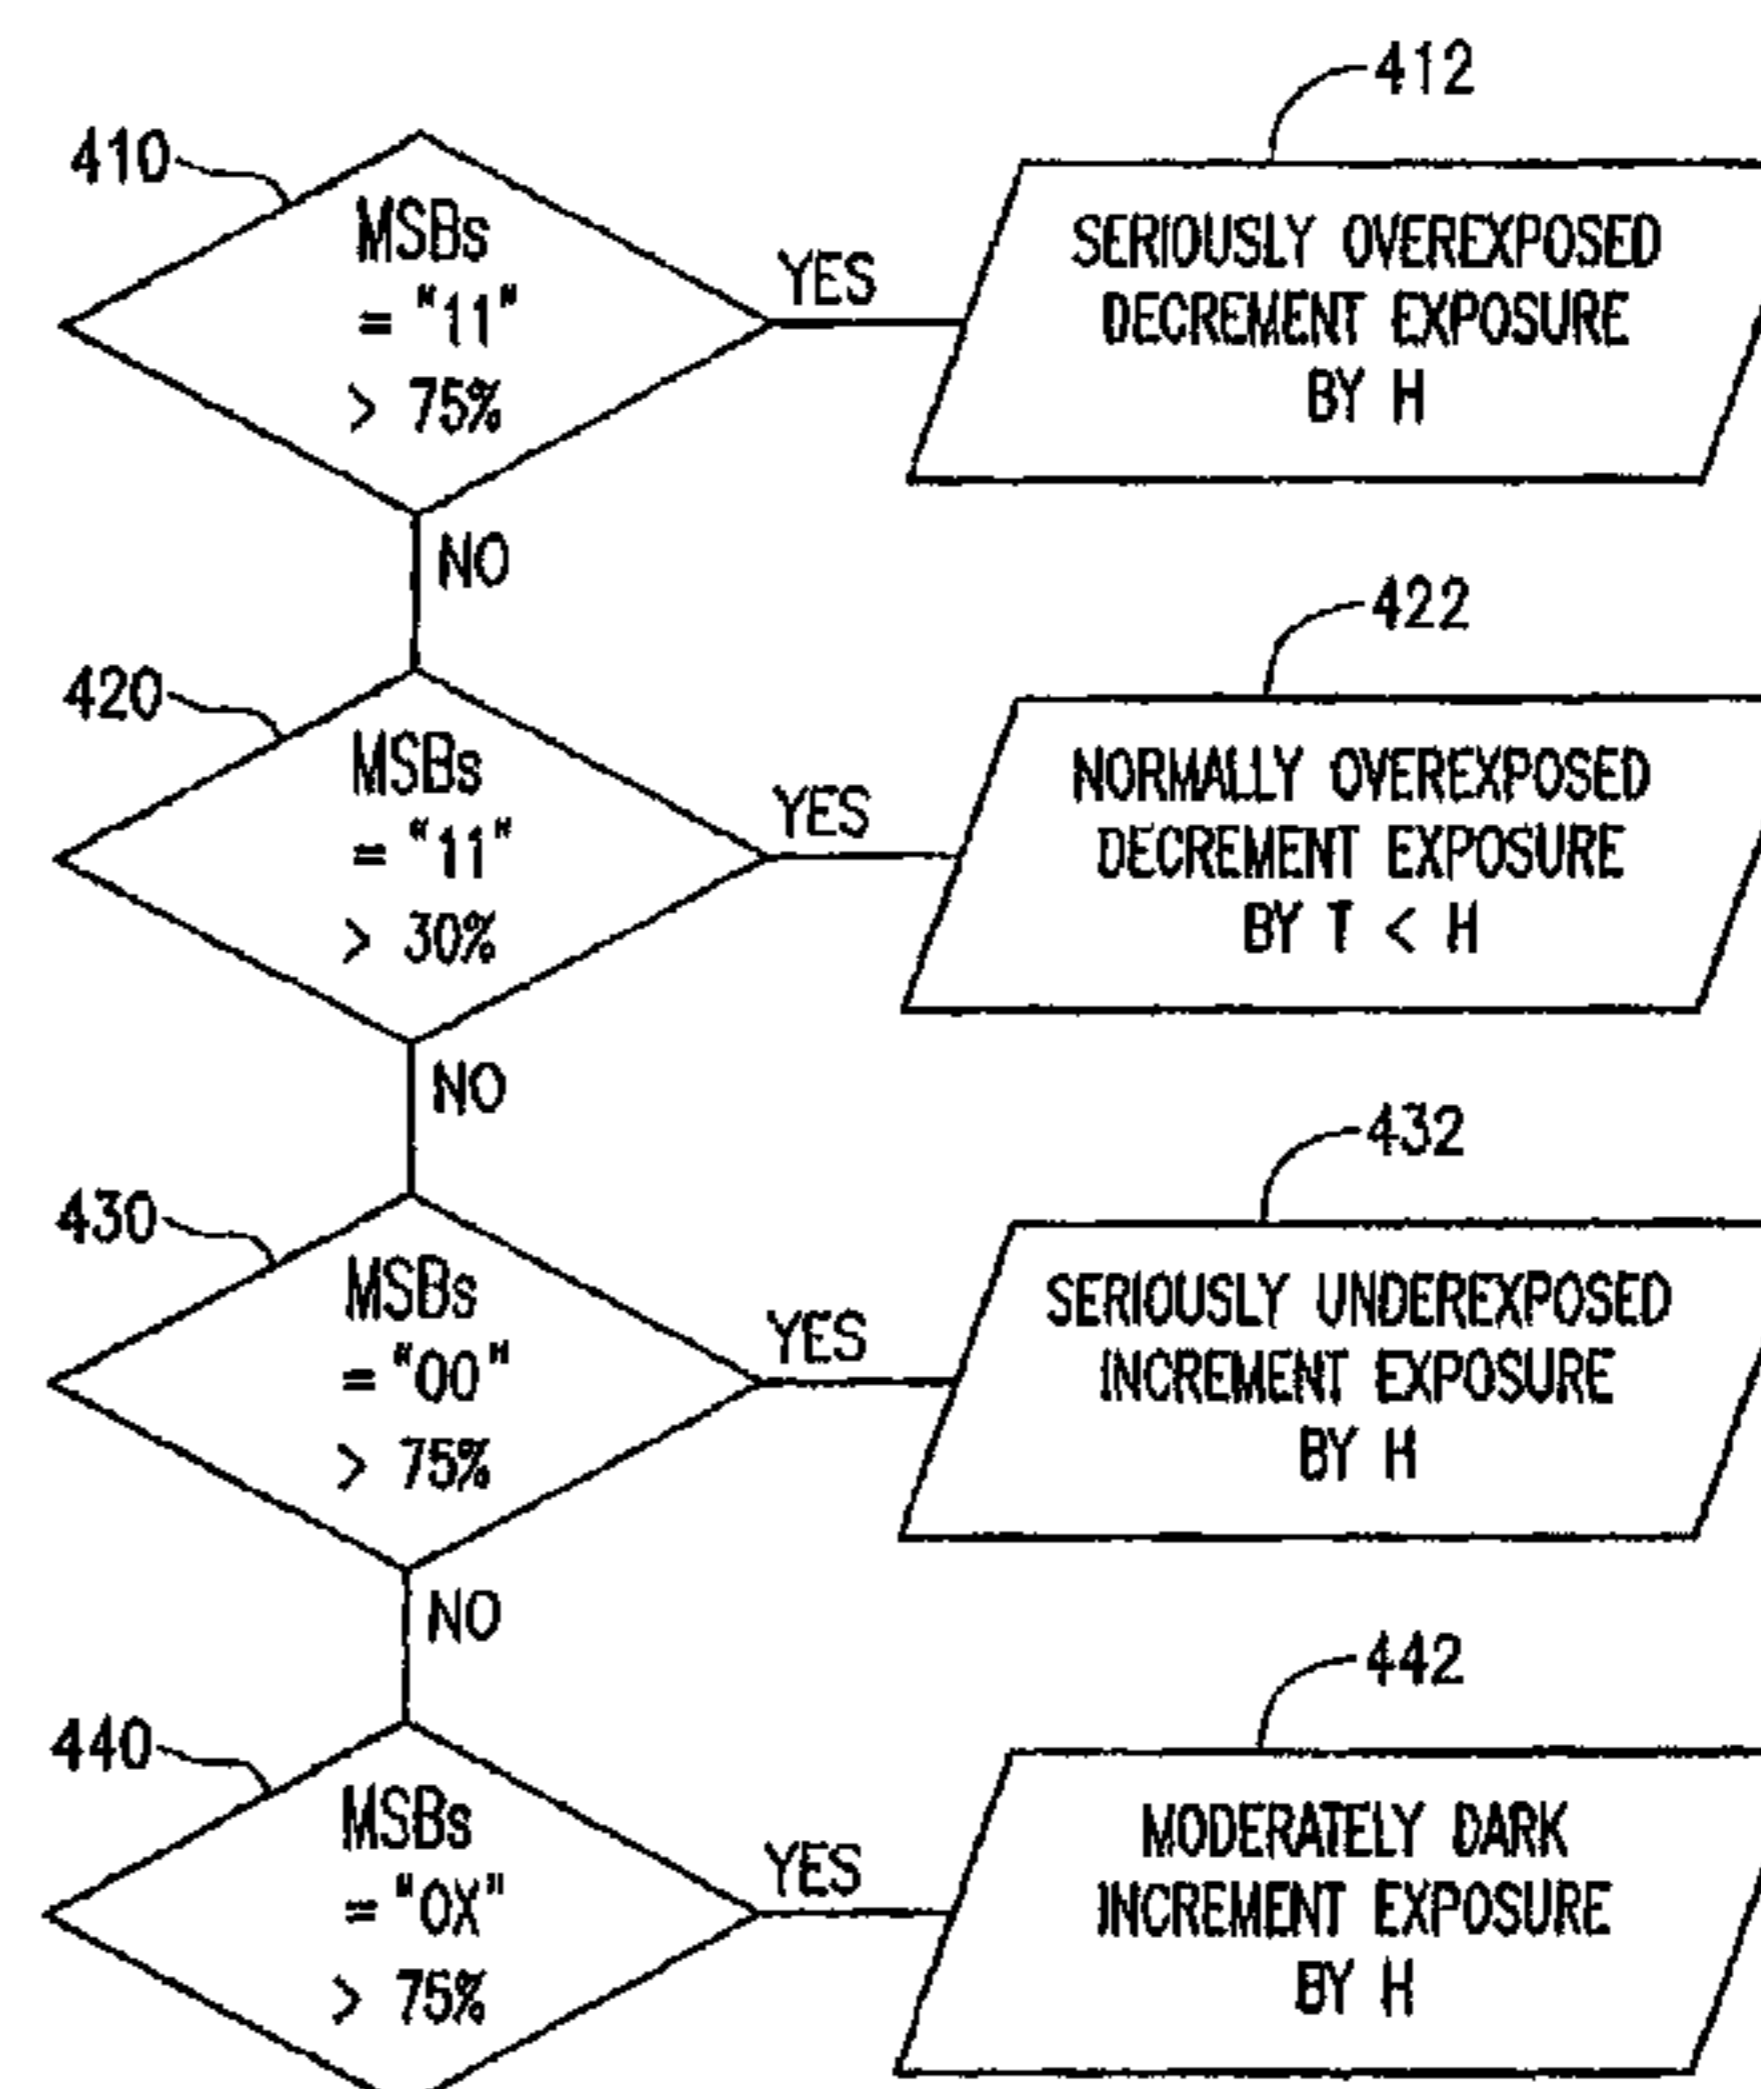 412
410
MSBs
= "11"
> 75%
YES
SERIOUSLY OVEREXPOSED
DECREMENT EXPOSURE
BY H
NO
422
420
MSBs
= "11"
> 30%
YES
NORMALLY OVEREXPOSED
DECREMENT EXPOSURE
BY T < H
NO
432
430
MSBs
= "00"
> 75%
YES
SERIOUSLY UNDEREXPOSED
INCREMENT EXPOSURE
BY H
NO
442
440
MSBs
= "0X"
> 75%
YES
MODERATELY DARK
INCREMENT EXPOSURE
BY H